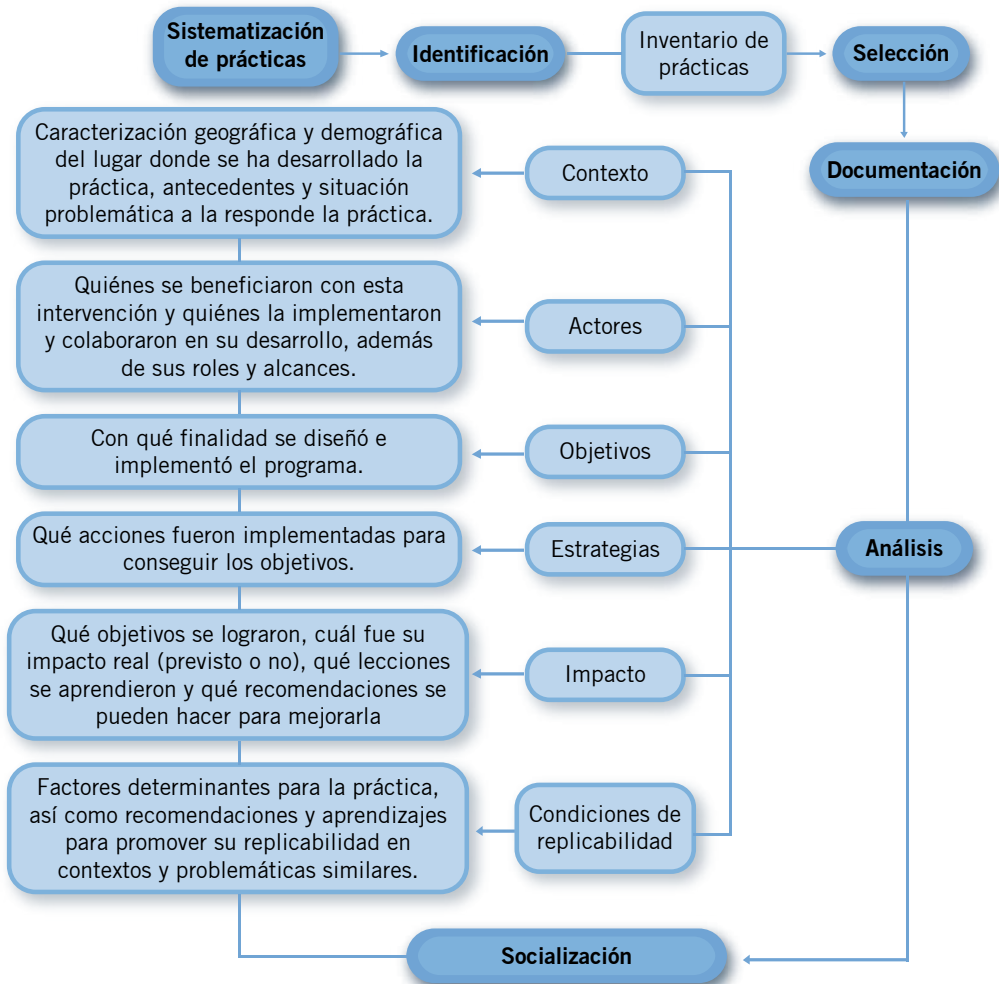 Sistematización
de prácticas
Identificación
Inventario de
prácticas
Selección
Documentación
Caracterización geográfica y demográfica
del lugar donde se ha desarrollado la
práctica, antecedentes y situación
problemática a la responde la práctica.
Contexto
Quiénes se beneficiaron con esta
intervención y quiénes la implementaron
y colaboraron en su desarrollo, además
de sus roles y alcances.
Actores
Con qué finalidad se diseñó e
implementó el programa.
Objetivos
Qué acciones fueron implementadas para
conseguir los objetivos.
Estrategias
Análisis
Qué objetivos se lograron, cuál fue su
impacto real (previsto o no), qué lecciones
se aprendieron y qué recomendaciones se
pueden hacer para mejorarla
Impacto
Factores determinantes para la práctica,
así como recomendaciones y aprendizajes
para promover su replicabilidad en
contextos y problemáticas similares.
Condiciones de
replicabilidad
Socialización